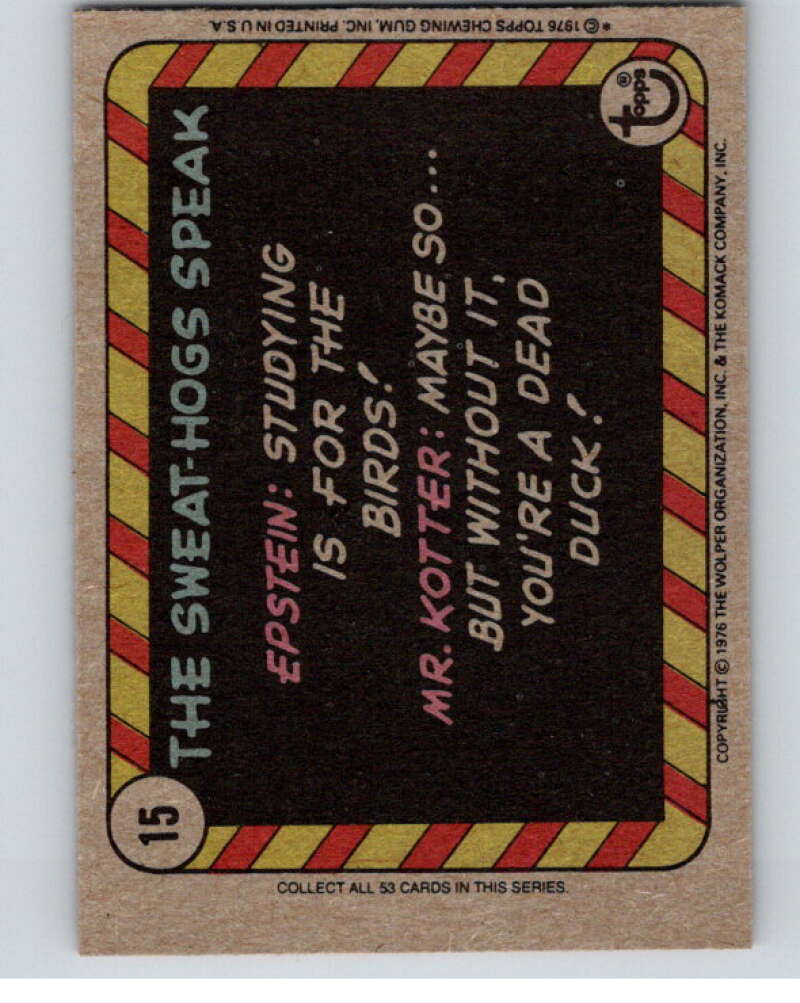 15
THE SWEAT-HOGS SPEAK
EPSTEIN: STUDYING
IS FOR THE
BIRDS!
MR. KOTTER: MAYBE SO...
BUT WITHOUT IT,
YOU'RE A DEAD
DUCK!
topps®
COLLECT ALL 53 CARDS IN THIS SERIES.
COPYRIGHT © 1976 THE WOLPER ORGANIZATION, INC. & THE KOMACK COMPANY, INC.
*© 1976 TOPPS CHEWING GUM, INC. PRINTED IN U.S.A.